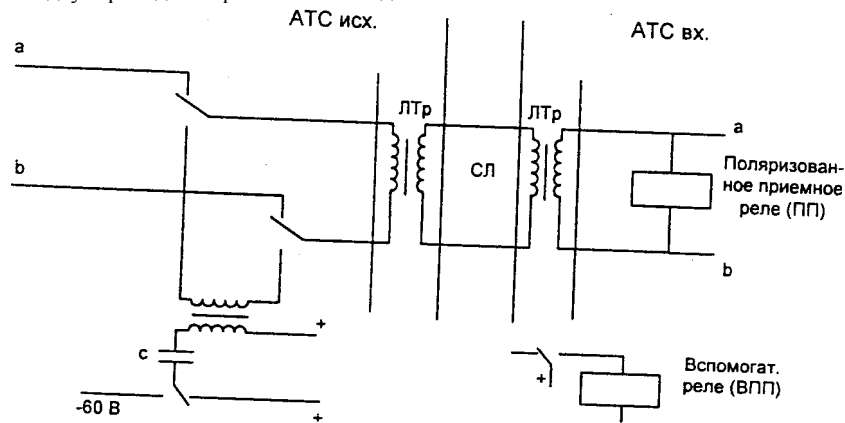 АТС исх.
АТС вх.
a
ЛТр
ЛТр
a
b
СЛ
Поляризован-
ное приемное
реле (ПП)
b
+
с
Вспомогат.
реле (ВПП)
+
-60 В
+